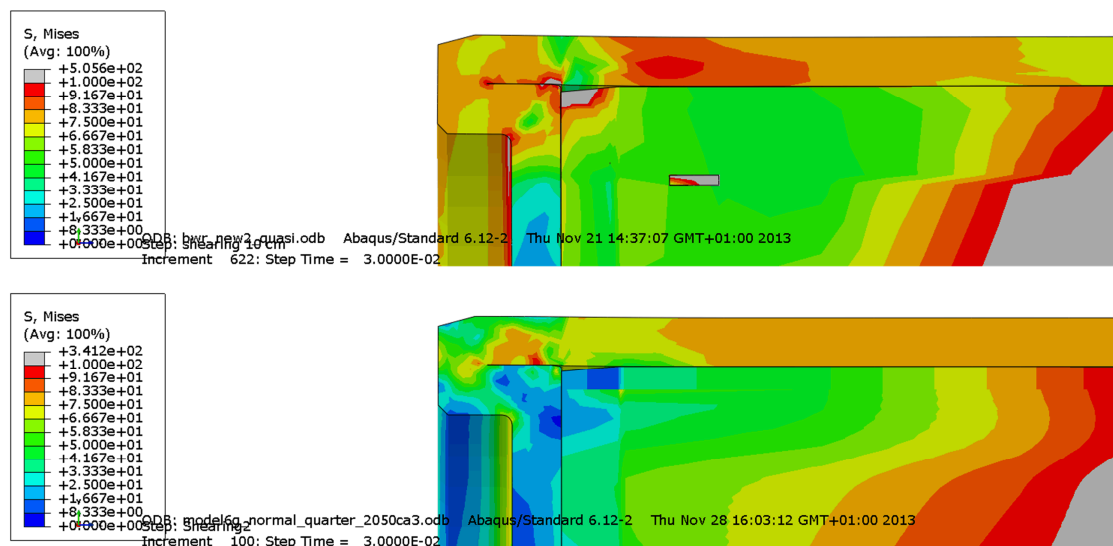 S, Mises
(Avg: 100%)
+5.056e+02
+1.000e+02
+9.167e+01
+8.333e+01
+7.500e+01
+6.667e+01
+5.833e+01
+5.000e+01
+4.167e+01
+3.333e+01
+2.500e+01
+1.667e+01
+8.333e+00
+0.000e+00
ODB: bwr_new2_quasi.odb Abaqus/Standard 6.12-2 Thu Nov 21 14:37:07 GMT+01:00 2013
Step: Shearing 10 cm
Increment 622: Step Time = 3.0000E-02
S, Mises
(Avg: 100%)
+3.412e+02
+1.000e+02
+9.167e+01
+8.333e+01
+7.500e+01
+6.667e+01
+5.833e+01
+5.000e+01
+4.167e+01
+3.333e+01
+2.500e+01
+1.667e+01
+8.333e+00
+0.000e+00
ODB: model6g_normal_quarter_2050ca3.odb Abaqus/Standard 6.12-2 Thu Nov 28 16:03:12 GMT+01:00 2013
Step: Shearing2
Increment 100: Step Time = 3.0000E-02